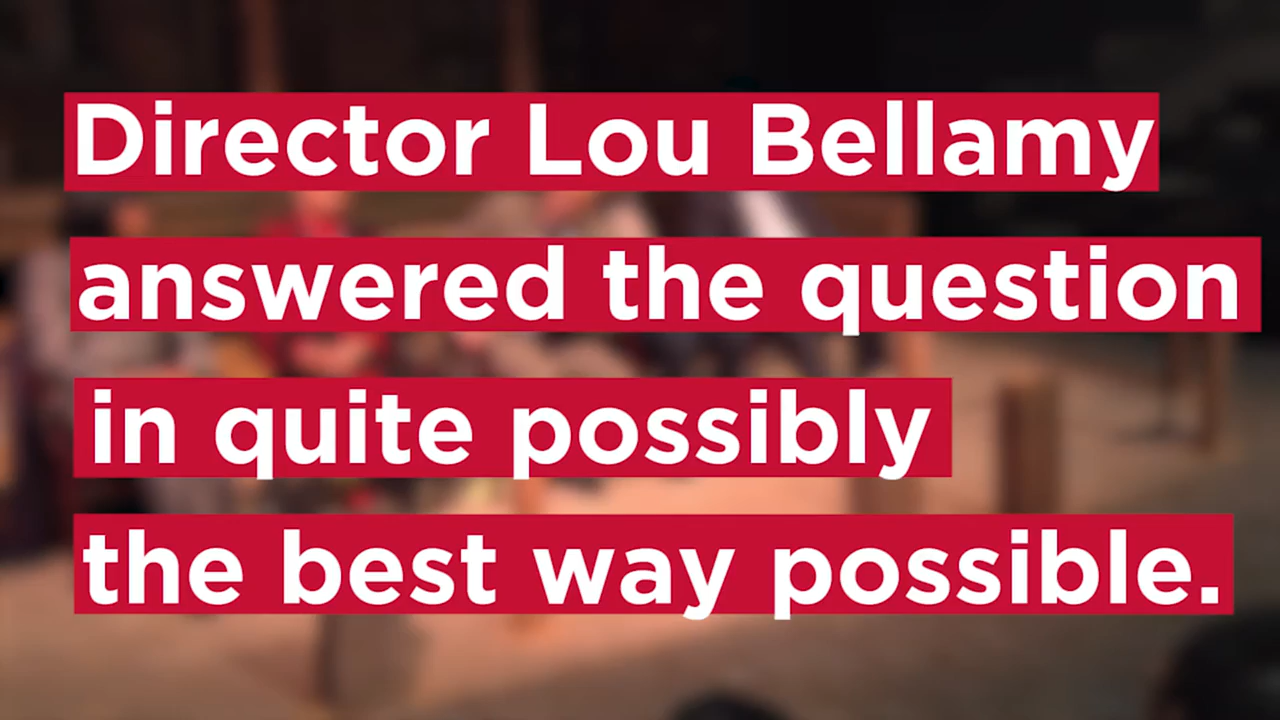 Director Lou Bellamy
answered the question
in quite possibly
the best way possible.